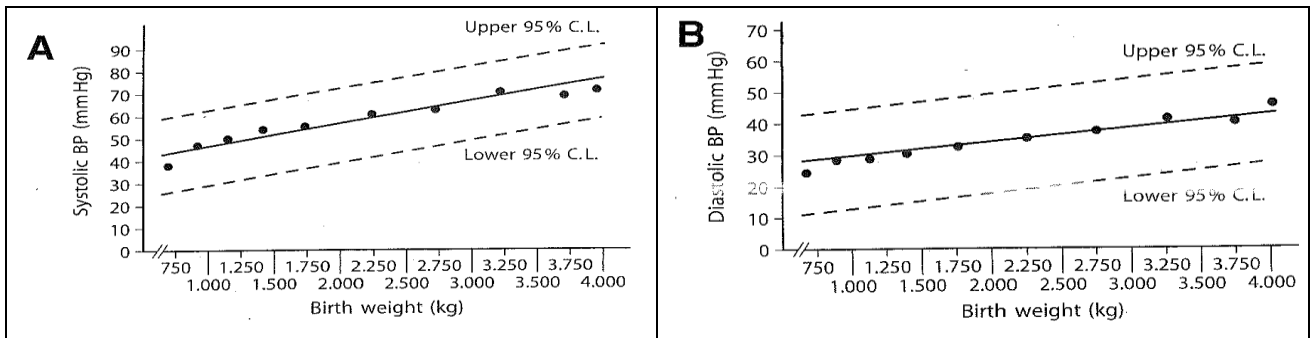 A
Systolic BP (mmHg)
90
80
70
60
50
40
30
20
10
0
Upper 95% C.L.
Lower 95% C.L.
750 1.250 1.750 2.250 2.750 3.250 3.750
1.000 1.500 2.000 2.500 3.000 3.500 4.000
Birth weight (kg)
B
Diastolic BP (mmHg)
70
60
50
40
30
20
10
0
Upper 95% C.L.
Lower 95% C.L.
750 1.250 1.750 2.250 2.750 3.250 3.750
1.000 1.500 2.000 2.500 3.000 3.500 4.000
Birth weight (kg)